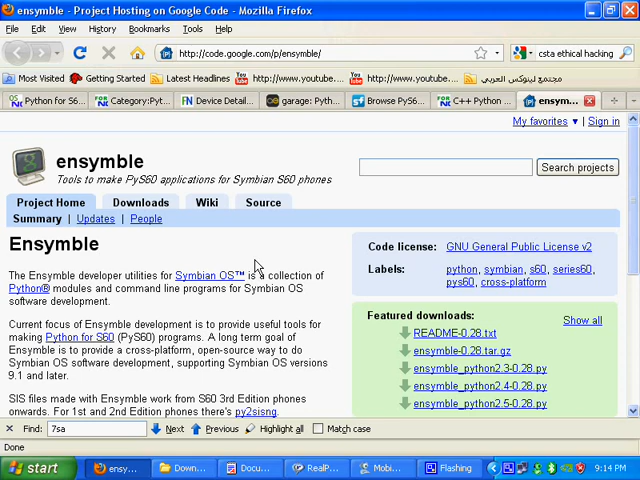 ensymble - Project Hosting on Google Code - Mozilla Firefox
File Edit View History Bookmarks Tools Help
http://code.google.com/p/ensymble/
csta ethical hacking
Most Visited Getting Started Latest Headlines http://www.youtube.... http://www.youtube.... مجتمع لينوكس العربي
Python for S6... Category:Pyt... Device Detail... garage: Pyth... Browse PyS6... C++ Python ... ensym...
My favorites ▼ | Sign in
ensymble
Tools to make PyS60 applications for Symbian S60 phones
Search projects
Project Home Downloads Wiki Source
Summary | Updates | People
Ensymble
The Ensymble developer utilities for Symbian OS™ is a collection of
Python® modules and command line programs for Symbian OS
software development.
Current focus of Ensymble development is to provide useful tools for
making Python for S60 (PyS60) programs. A long term goal of
Ensymble is to provide a cross-platform, open-source way to do
Symbian OS software development, supporting Symbian OS versions
9.1 and later.
SIS files made with Ensymble work from S60 3rd Edition phones
onwards. For 1st and 2nd Edition phones there's py2sisng.
Code license: GNU General Public License v2
Labels: python, symbian, s60, series60,
pys60, cross-platform
Featured downloads: Show all
README-0.28.txt
ensymble-0.28.tar.gz
ensymble_python2.3-0.28.py
ensymble_python2.4-0.28.py
ensymble_python2.5-0.28.py
Find: 7sa Next Previous Highlight all Match case
Done
start ensy... Down... Docu... RealP... Mobi... Flashing 9:14 PM